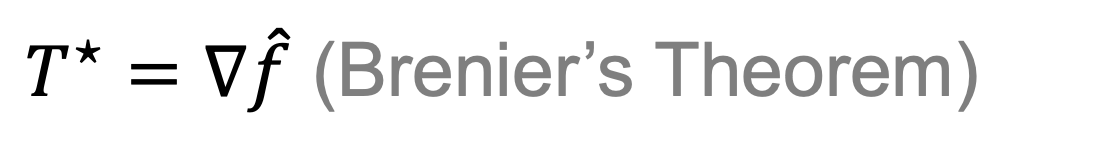 T⋆ = ∇f̂ (Brenier’s Theorem)